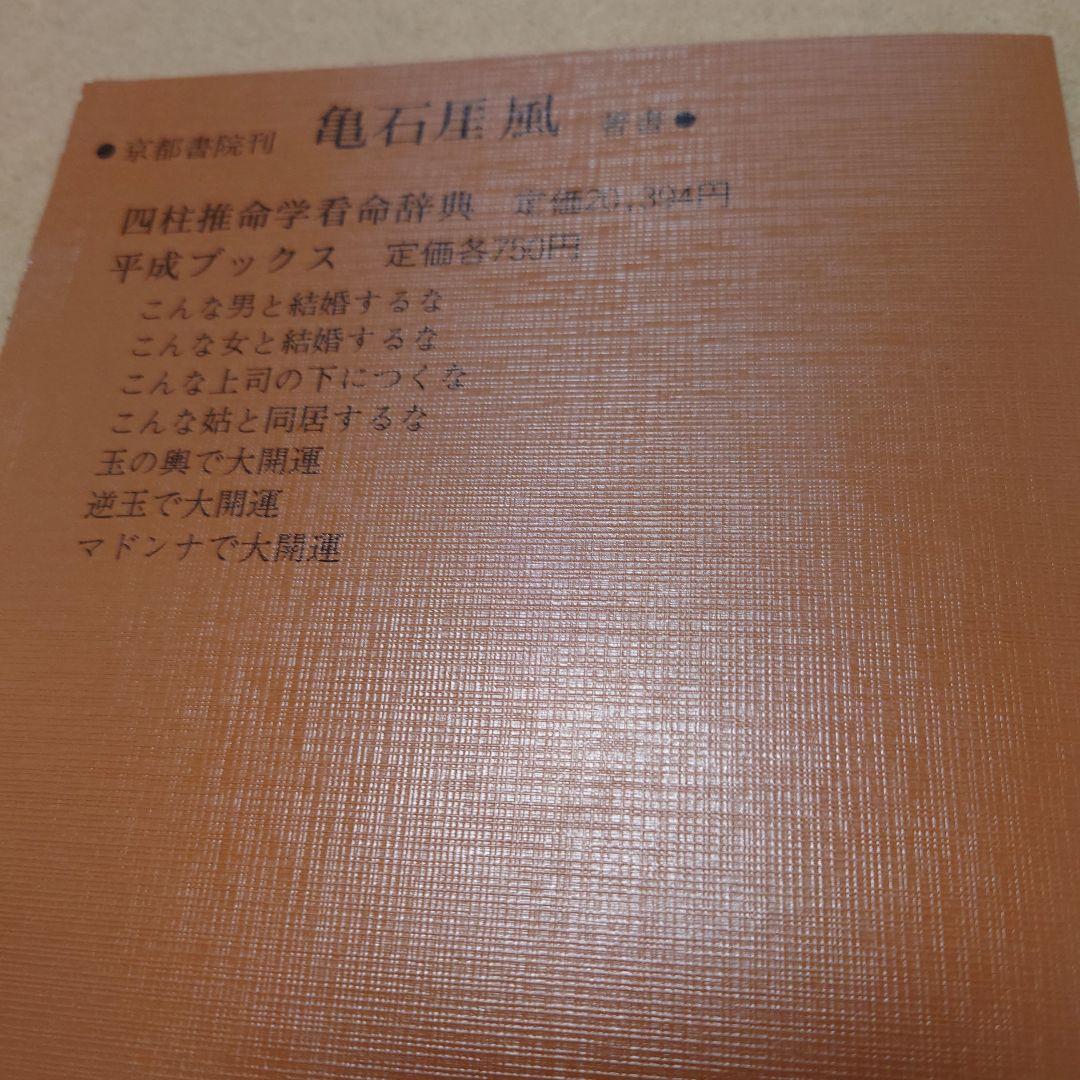 ●京都書院刊 亀石厓風 著書●
四柱推命学看命辞典 定価20,394円
平成ブックス 定価各750円
こんな男と結婚するな
こんな女と結婚するな
こんな上司の下につくな
こんな姑と同居するな
玉の輿で大開運
逆玉で大開運
マドンナで大開運